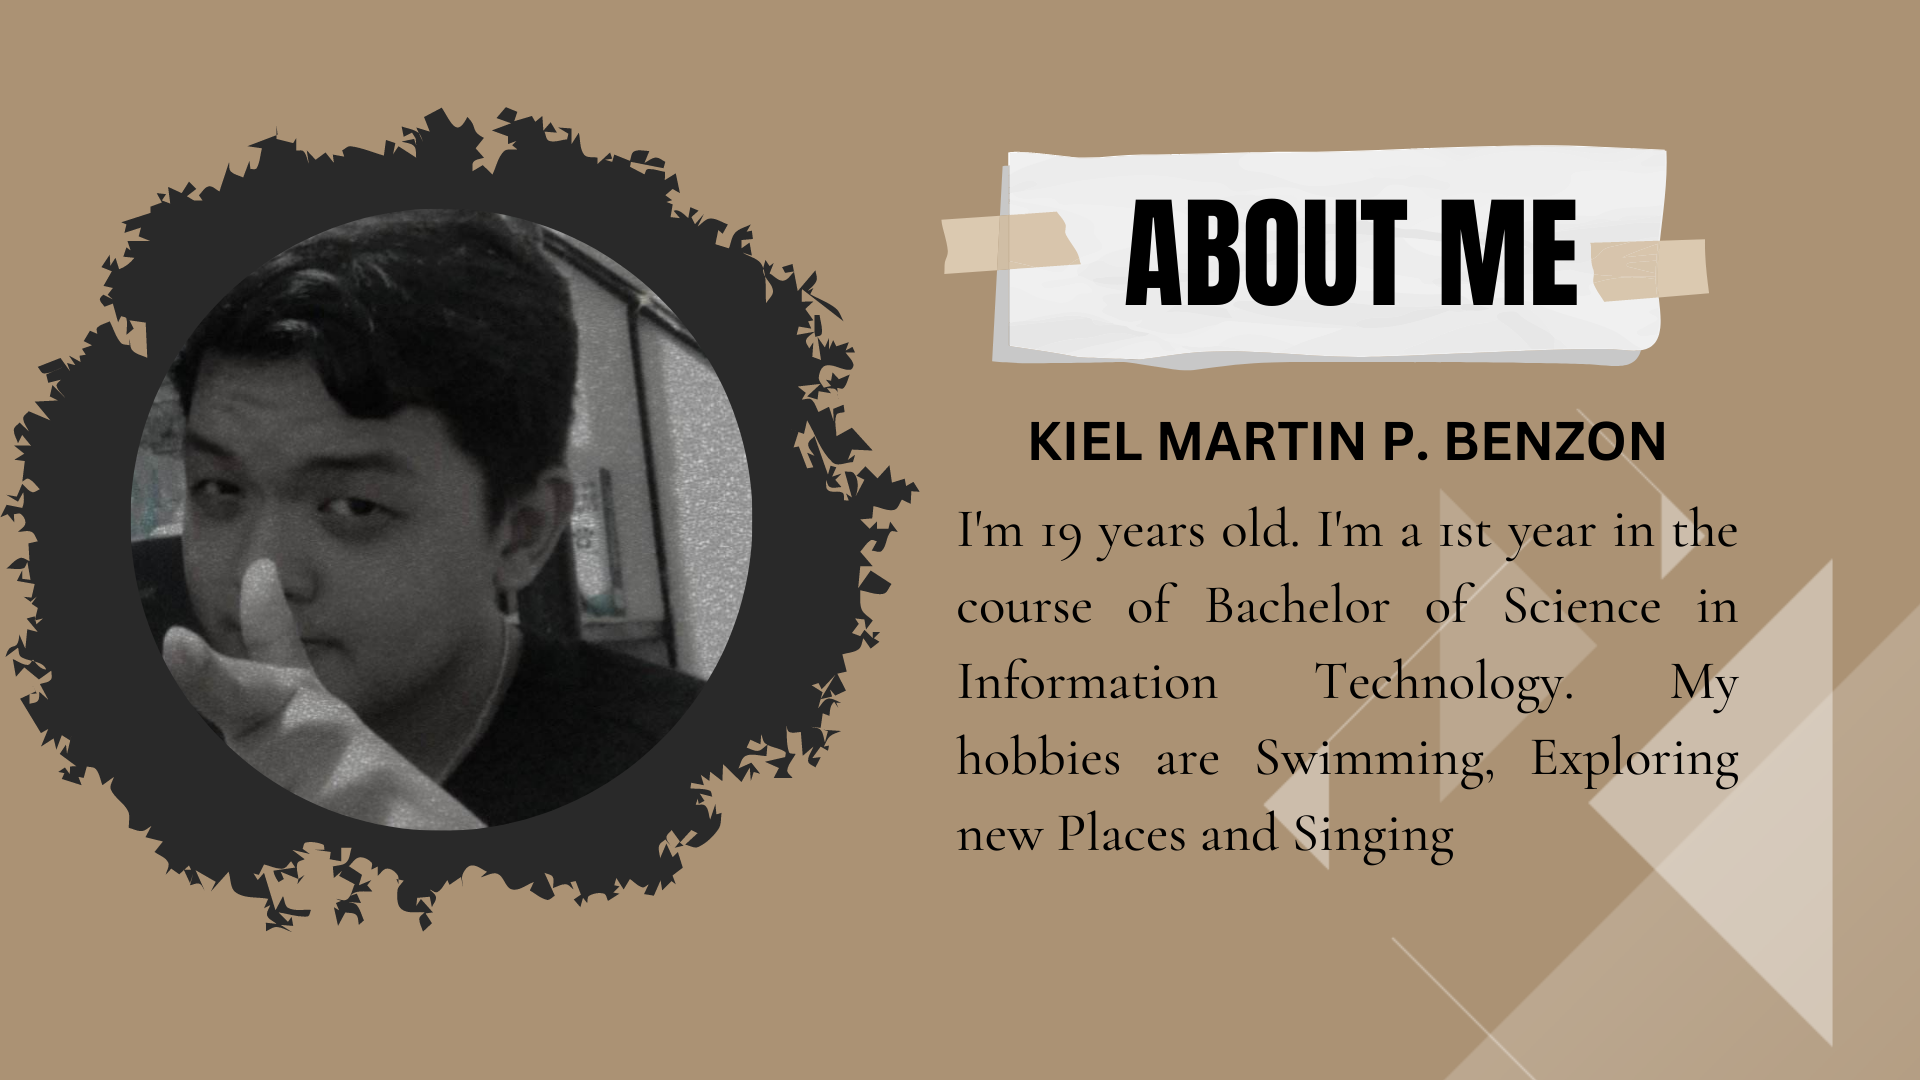 ABOUT ME
KIEL MARTIN P. BENZON
I'm 19 years old. I'm a 1st year in the
course of Bachelor of Science in
Information Technology. My
hobbies are Swimming, Exploring
new Places and Singing